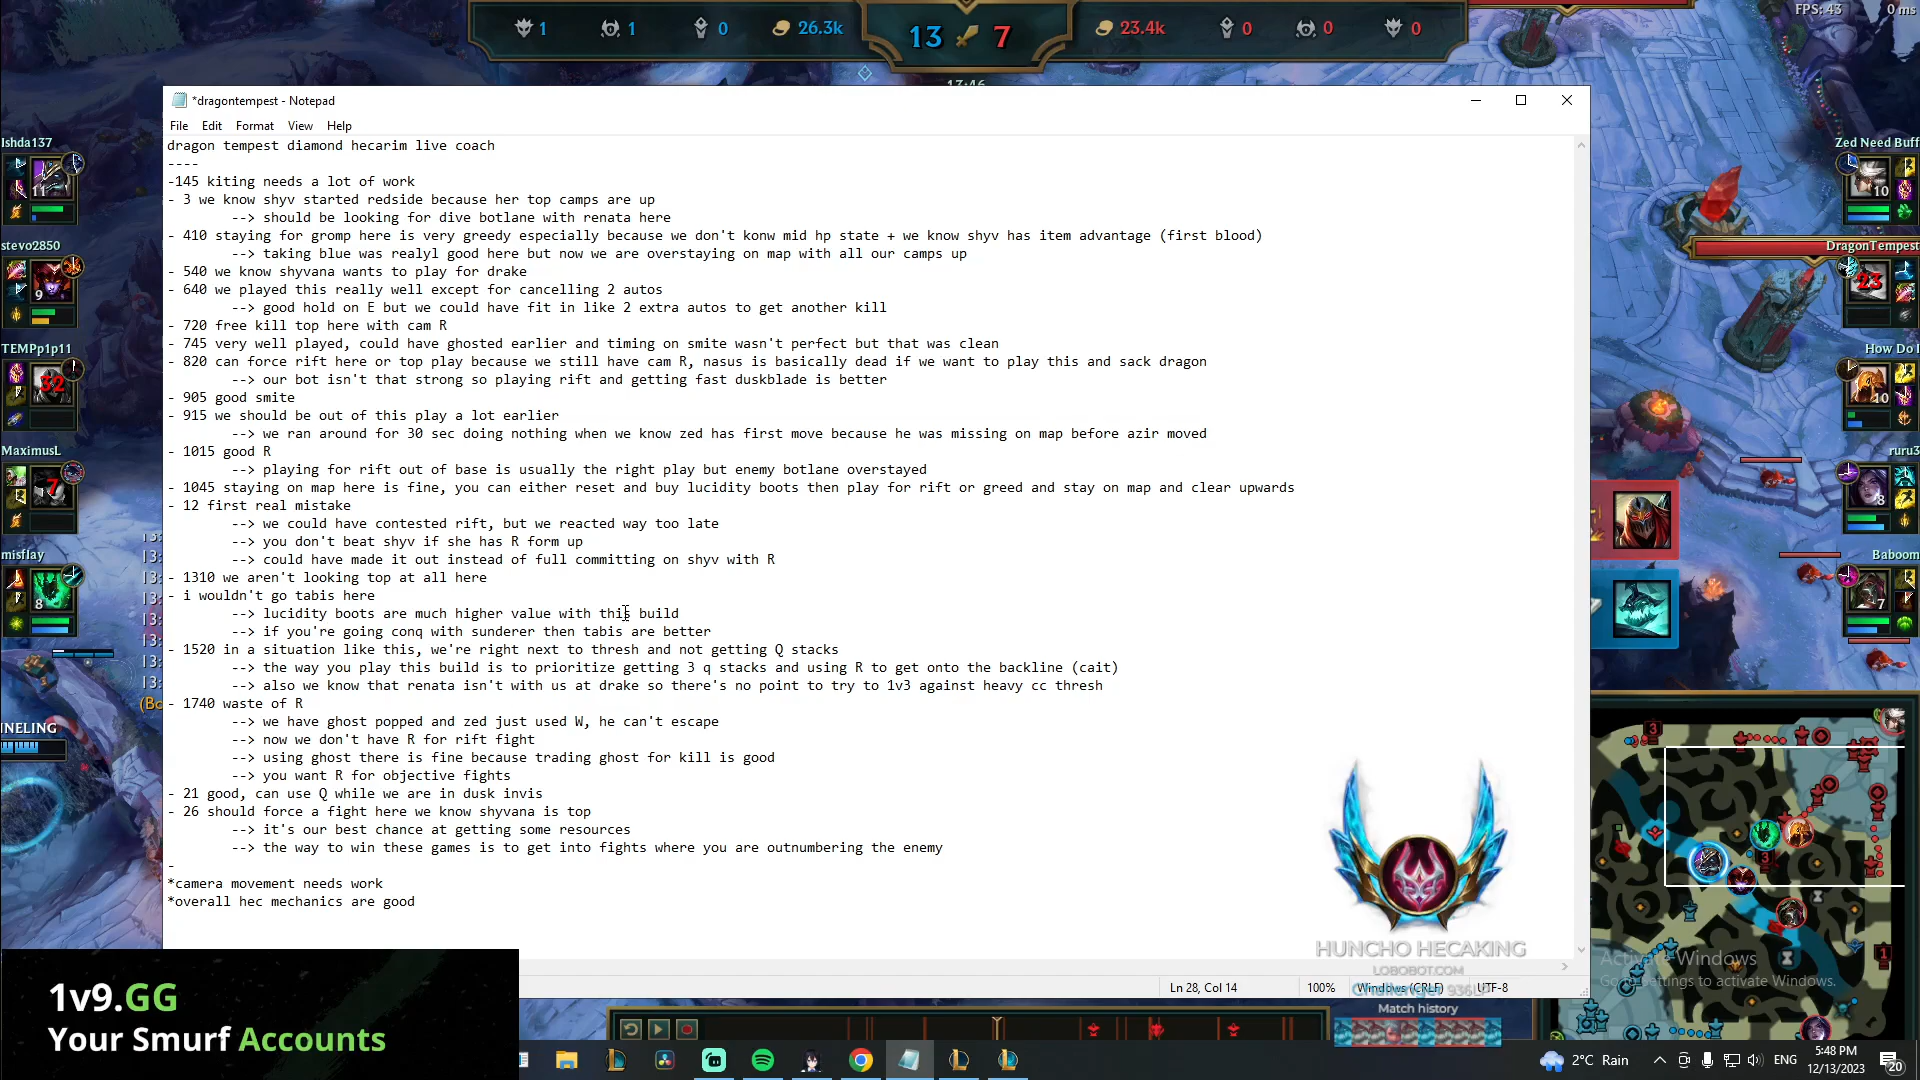 1 1 0 26.3k 13 7 23.4k 0 0 0
FPS: 43 0 ms
*dragontempest - Notepad
File Edit Format View Help
dragon tempest diamond hecarim live coach
----
-145 kiting needs a lot of work
- 3 we know shyv started redside because her top camps are up
--> should be looking for dive botlane with renata here
- 410 staying for gromp here is very greedy especially because we don't konw mid hp state + we know shyv has item advantage (first blood)
--> taking blue was realyl good here but now we are overstaying on map with all our camps up
- 540 we know shyvana wants to play for drake
- 640 we played this really well except for cancelling 2 autos
--> good hold on E but we could have fit in like 2 extra autos to get another kill
- 720 free kill top here with cam R
- 745 very well played, could have ghosted earlier and timing on smite wasn't perfect but that was clean
- 820 can force rift here or top play because we still have cam R, nasus is basically dead if we want to play this and sack dragon
--> our bot isn't that strong so playing rift and getting fast duskblade is better
- 905 good smite
- 915 we should be out of this play a lot earlier
--> we ran around for 30 sec doing nothing when we know zed has first move because he was missing on map before azir moved
- 1015 good R
--> playing for rift out of base is usually the right play but enemy botlane overstayed
- 1045 staying on map here is fine, you can either reset and buy lucidity boots then play for rift or greed and stay on map and clear upwards
- 12 first real mistake
--> we could have contested rift, but we reacted way too late
--> you don't beat shyv if she has R form up
--> could have made it out instead of full committing on shyv with R
- 1310 we aren't looking top at all here
- i wouldn't go tabis here
--> lucidity boots are much higher value with this build
--> if you're going conq with sunderer then tabis are better
- 1520 in a situation like this, we're right next to thresh and not getting Q stacks
--> the way you play this build is to prioritize getting 3 q stacks and using R to get onto the backline (cait)
--> also we know that renata isn't with us at drake so there's no point to try to 1v3 against heavy cc thresh
- 1740 waste of R
--> we have ghost popped and zed just used W, he can't escape
--> now we don't have R for rift fight
--> using ghost there is fine because trading ghost for kill is good
--> you want R for objective fights
- 21 good, can use Q while we are in dusk invis
- 26 should force a fight here we know shyvana is top
--> it's our best chance at getting some resources
--> the way to win these games is to get into fights where you are outnumbering the enemy
-
*camera movement needs work
*overall hec mechanics are good
Ln 28, Col 14 100% Windows (CRLF) UTF-8
Ishda137
11
stevo2850
9
TEMPp1p11
32
MaximusL
7
misflay
8
NELING
Zed Need Buff
10
DragonTempest
23
How Do I
10
ruru3
8
Baboom
7
HUNCHO HECAKING
LOBOBOT.COM
Challenger
Match history
Activate Windows
Go to Settings to activate Windows.
1v9.GG
Your Smurf Accounts
2°C Rain
ENG
5:48 PM
12/13/2023
20